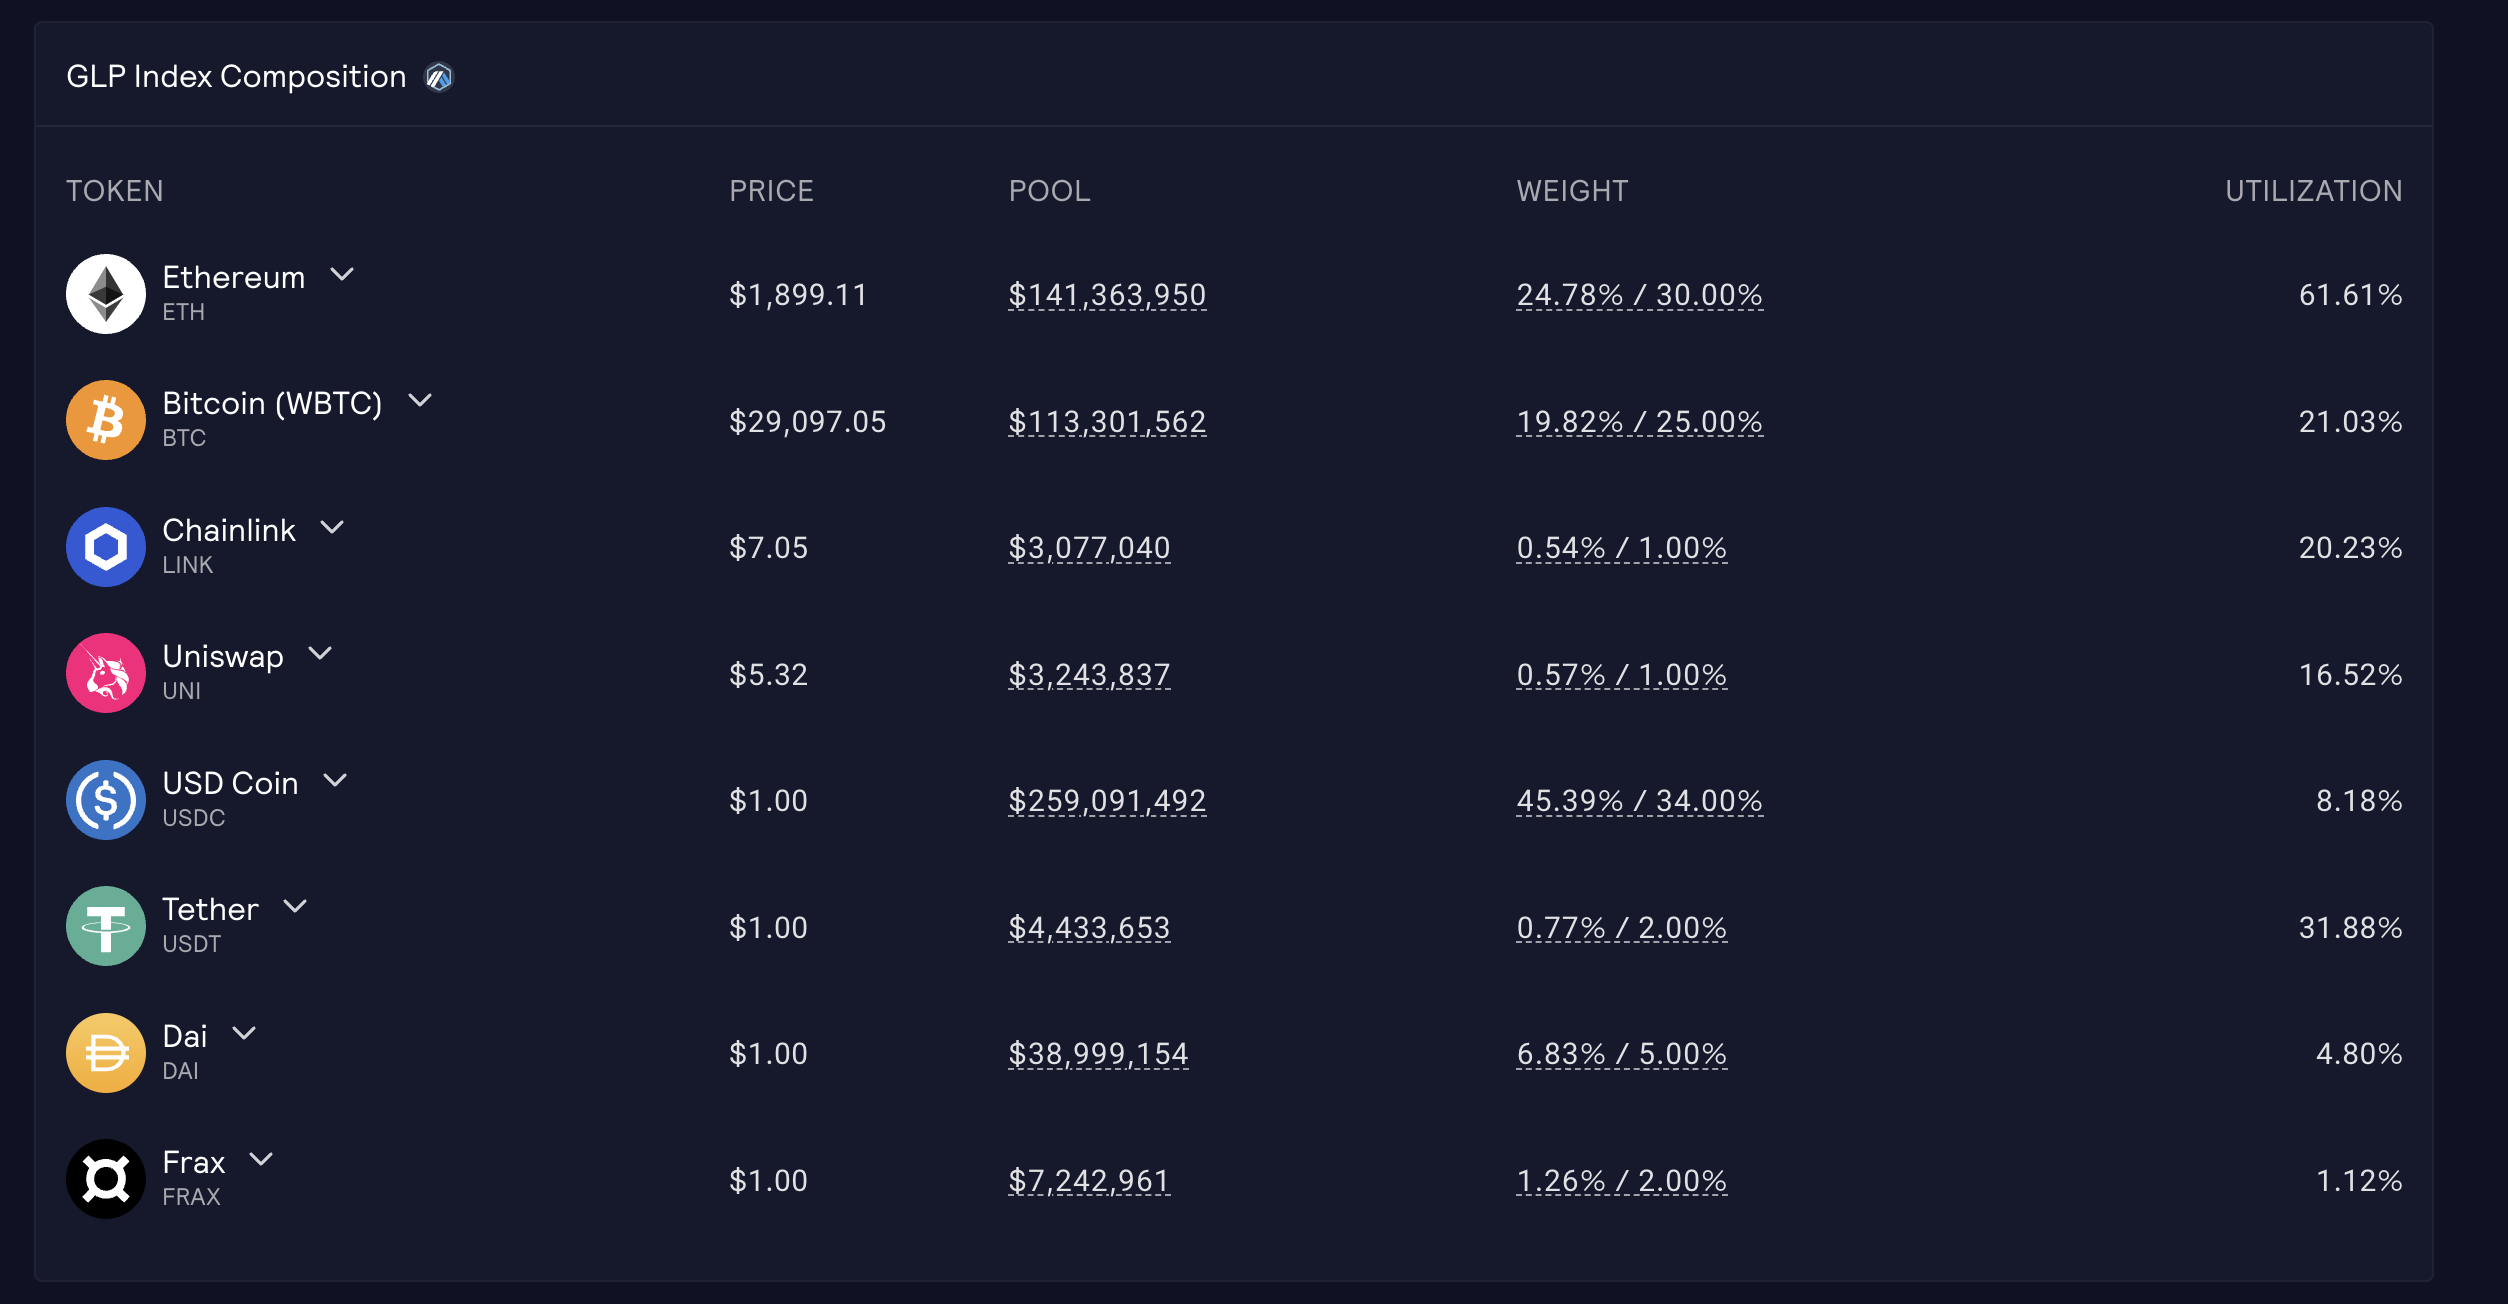 GLP Index Composition
TOKEN PRICE POOL WEIGHT UTILIZATION
Ethereum
ETH
$1,899.11 $141,363,950 24.78% / 30.00% 61.61%
Bitcoin (WBTC)
BTC
$29,097.05 $113,301,562 19.82% / 25.00% 21.03%
Chainlink
LINK
$7.05 $3,077,040 0.54% / 1.00% 20.23%
Uniswap
UNI
$5.32 $3,243,837 0.57% / 1.00% 16.52%
USD Coin
USDC
$1.00 $259,091,492 45.39% / 34.00% 8.18%
Tether
USDT
$1.00 $4,433,653 0.77% / 2.00% 31.88%
Dai
DAI
$1.00 $38,999,154 6.83% / 5.00% 4.80%
Frax
FRAX
$1.00 $7,242,961 1.26% / 2.00% 1.12%